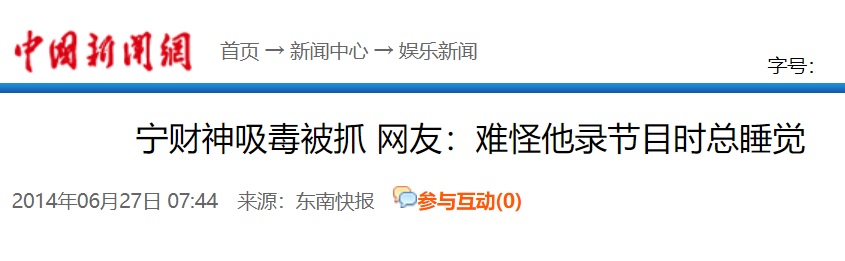 中國新聞網
首页 → 新闻中心 → 娱乐新闻
字号：
宁财神吸毒被抓 网友：难怪他录节目时总睡觉
2014年06月27日 07:44 来源：东南快报 参与互动(0)